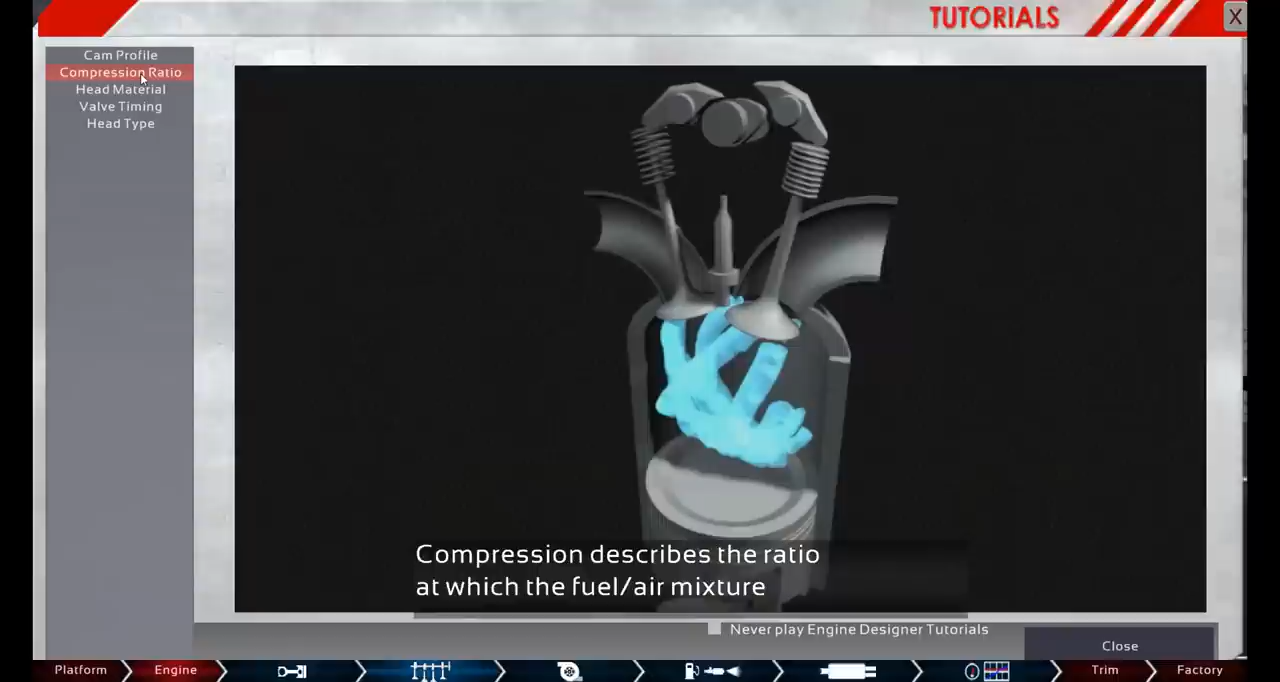 TUTORIALS
X
Cam Profile
Compression Ratio
Head Material
Valve Timing
Head Type
Compression describes the ratio
at which the fuel/air mixture
Never play Engine Designer Tutorials
Close
Platform
Engine
Trim
Factory